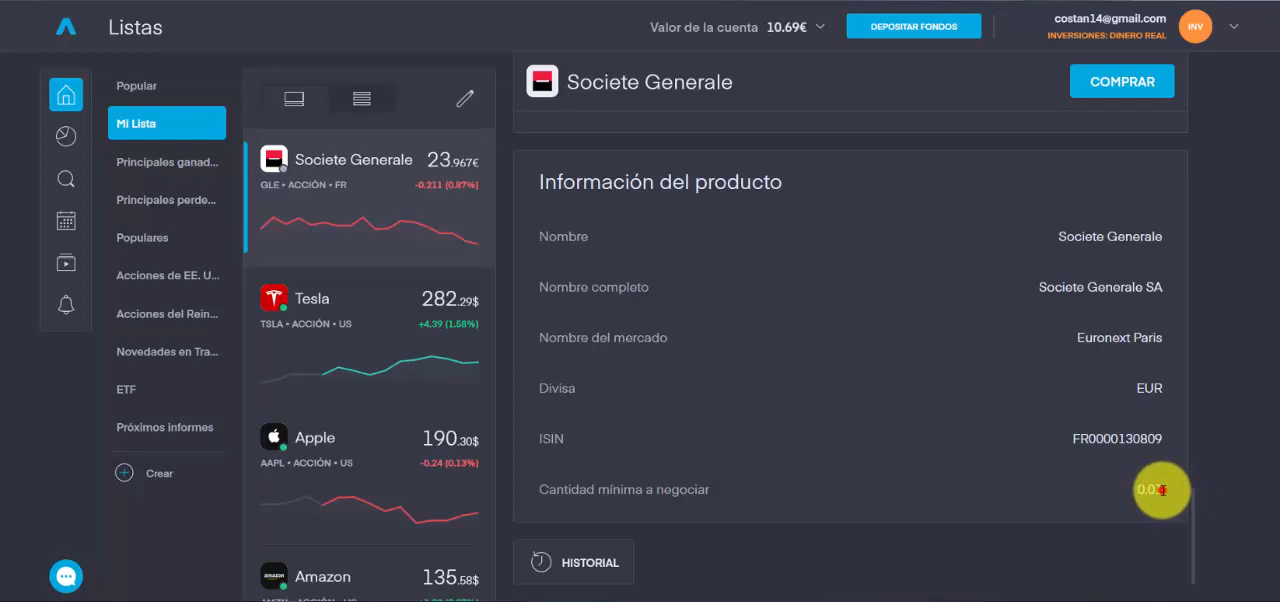 Listas
Valor de la cuenta 10.69€
DEPOSITAR FONDOS
costan14@gmail.com
INVERSIONES: DINERO REAL
INV
Popular
Mi Lista
Principales ganad...
Principales perde...
Populares
Acciones de EE. U...
Acciones del Rein...
Novedades en Tra...
ETF
Próximos informes
Crear
Societe Generale 23.967€
GLE • ACCIÓN • FR -0.211 (0.87%)
Tesla 282.29$
TSLA • ACCIÓN • US +4.39 (1.58%)
Apple 190.30$
AAPL • ACCIÓN • US -0.24 (0.13%)
amazon
Amazon 135.58$
Societe Generale
COMPRAR
Información del producto
Nombre Societe Generale
Nombre completo Societe Generale SA
Nombre del mercado Euronext Paris
Divisa EUR
ISIN FR0000130809
Cantidad mínima a negociar
HISTORIAL